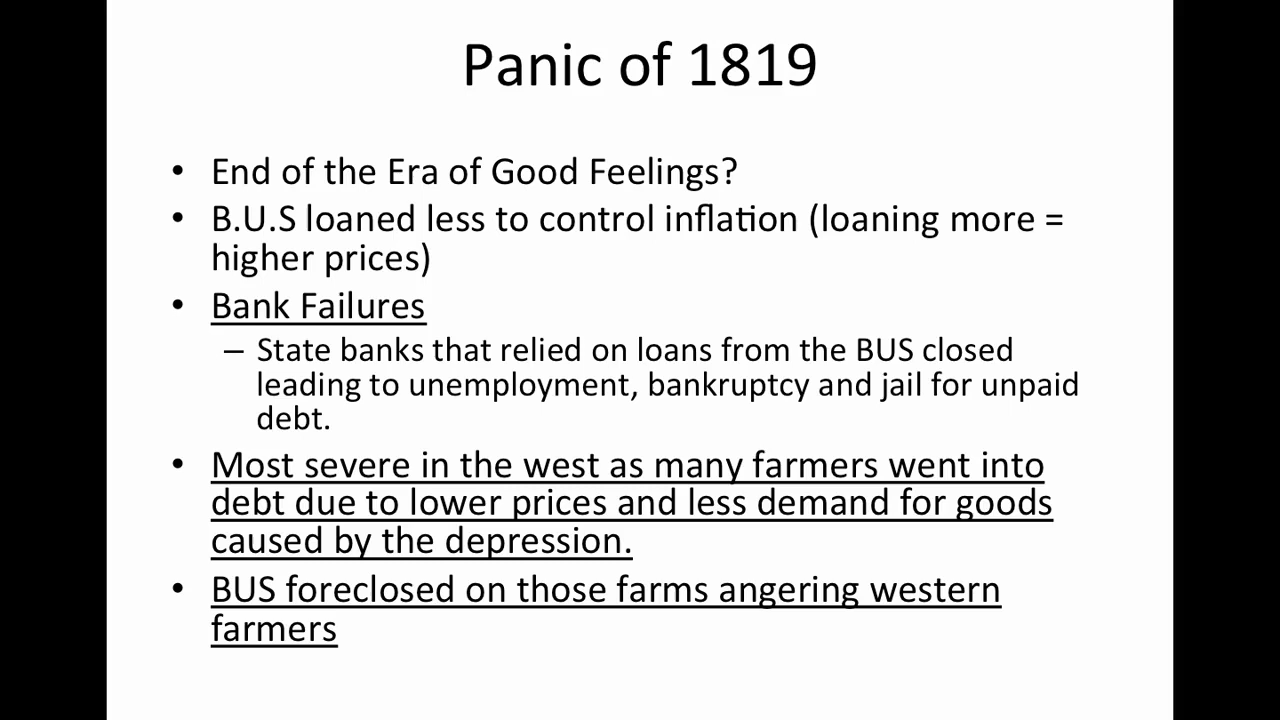 Panic of 1819
• End of the Era of Good Feelings?
• B.U.S loaned less to control inflation (loaning more =
higher prices)
• Bank Failures
– State banks that relied on loans from the BUS closed
leading to unemployment, bankruptcy and jail for unpaid
debt.
• Most severe in the west as many farmers went into
debt due to lower prices and less demand for goods
caused by the depression.
• BUS foreclosed on those farms angering western
farmers